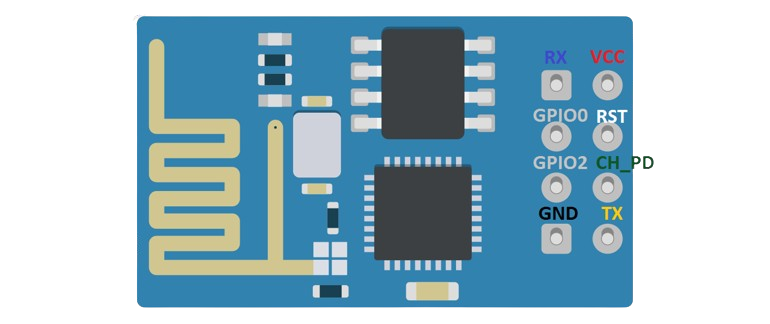 RX VCC
GPIO0 RST
GPIO2 CH_PD
GND TX